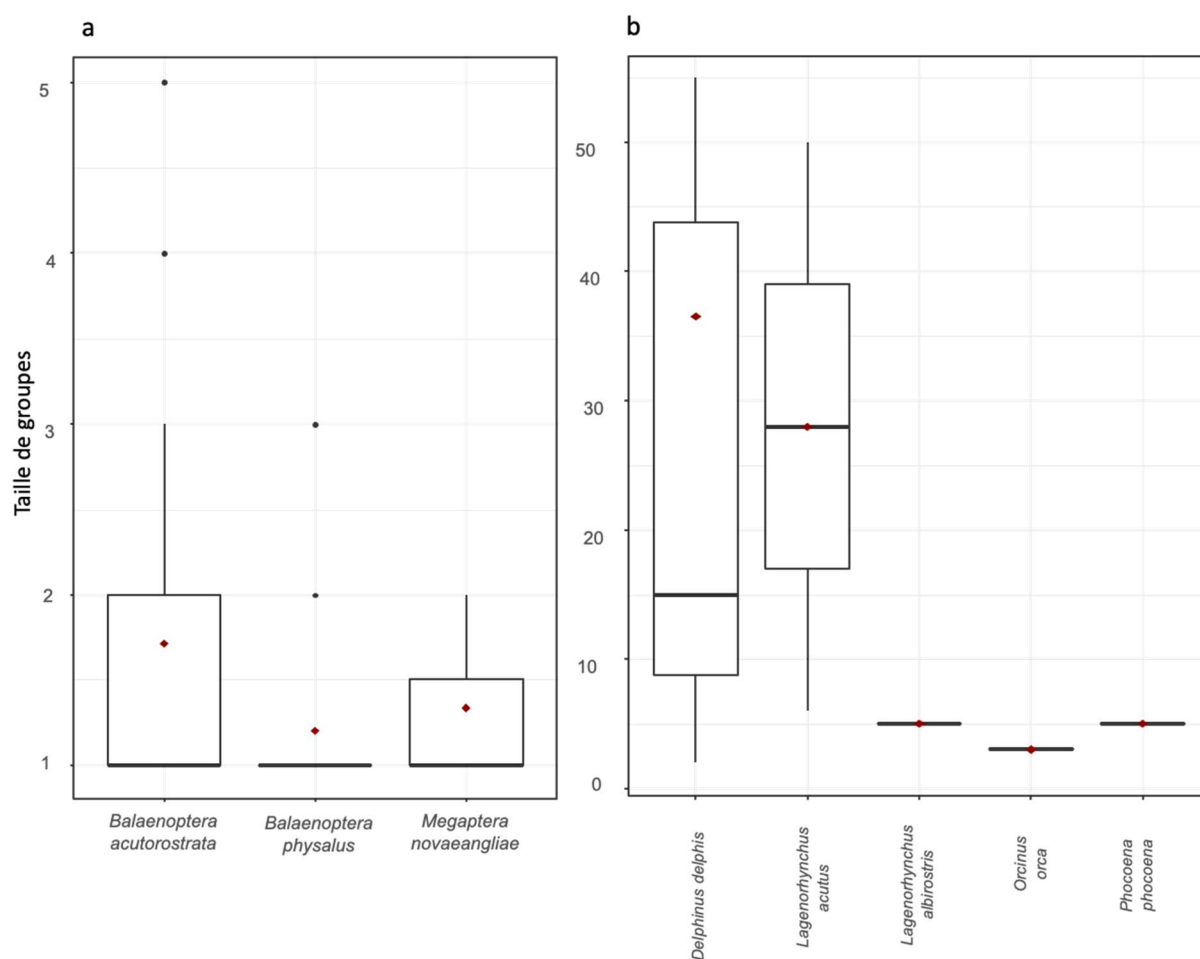 a
b
Taille de groupes
5
4
3
2
1
Balaenoptera
acutorostrata
Balaenoptera
physalus
Megaptera
novaeangliae
50
40
30
20
10
0
Delphinus delphis
Lagenorhynchus
acutus
Lagenorhynchus
albirostris
Orcinus
orca
Phocoena
phocoena